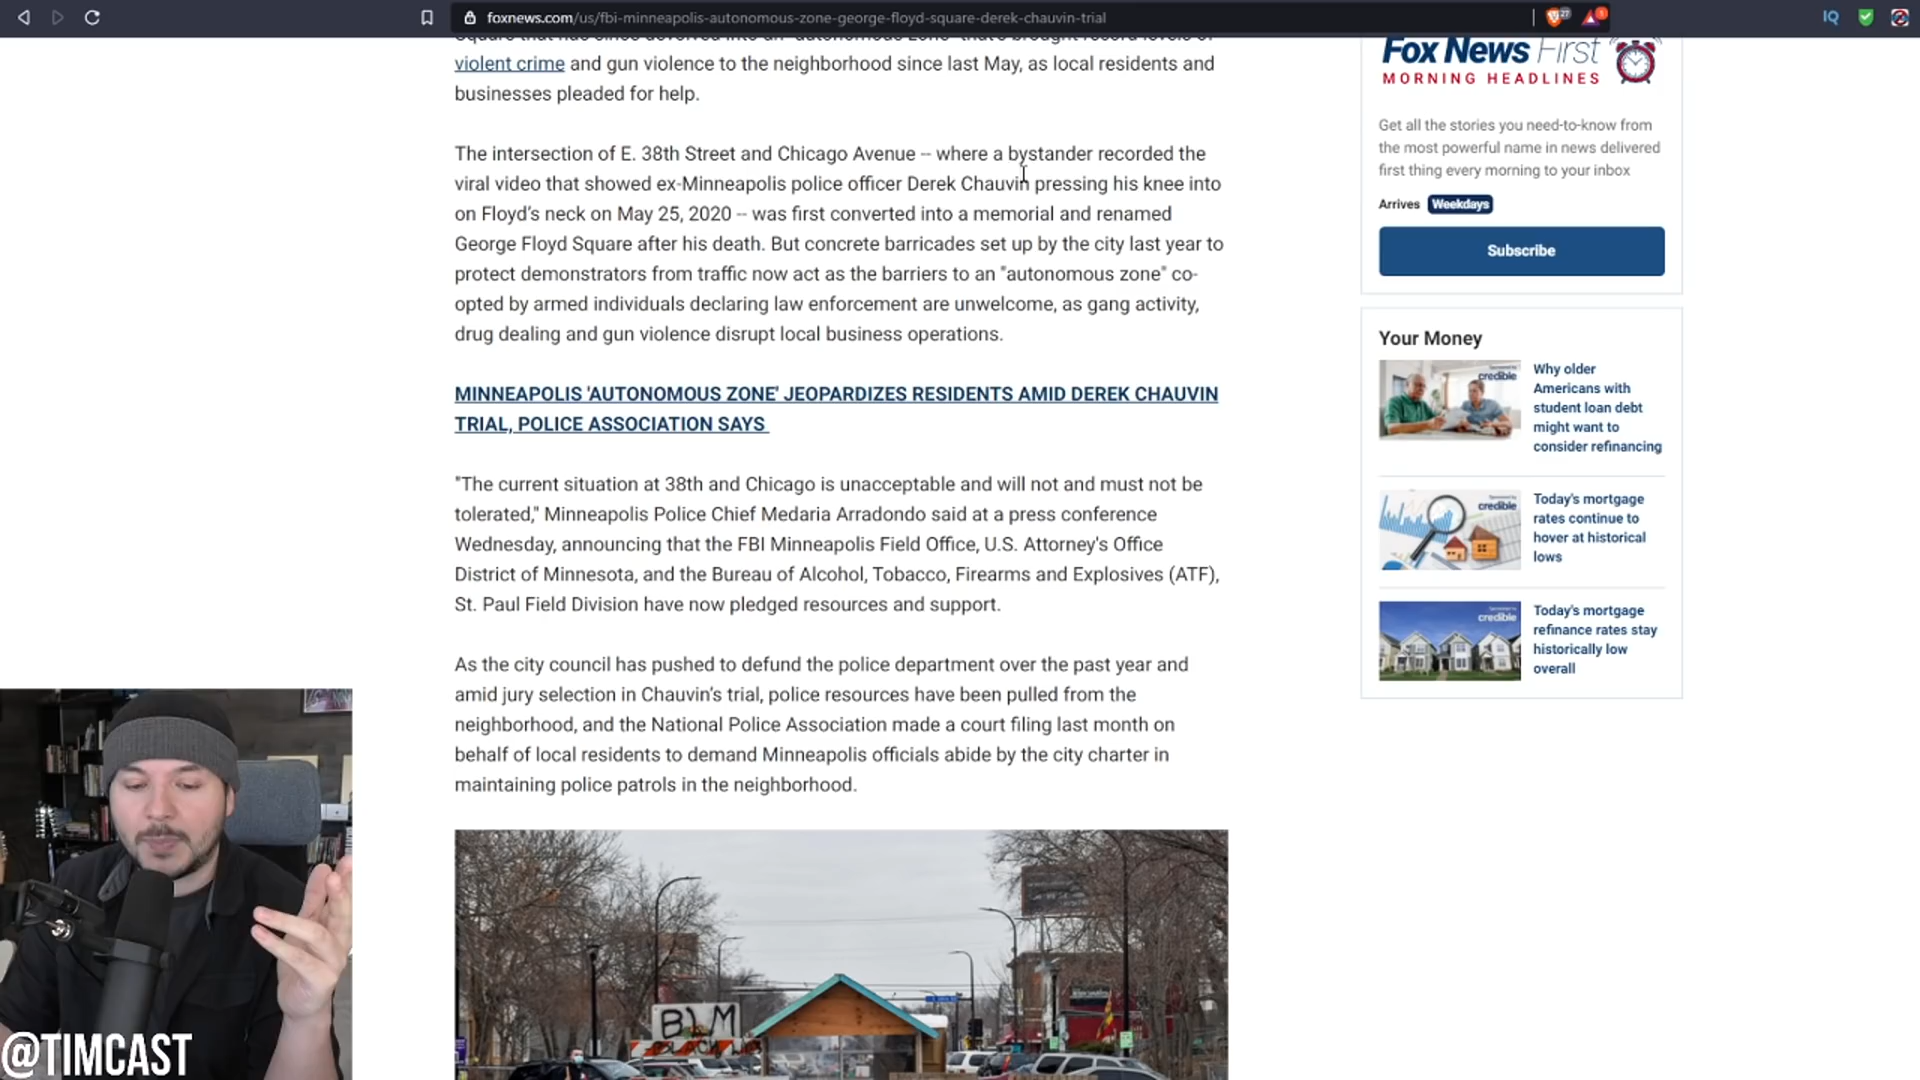 foxnews.com/us/fbi-minneapolis-autonomous-zone-george-floyd-square-derek-chauvin-trial
27
IQ
violent crime and gun violence to the neighborhood since last May, as local residents and
businesses pleaded for help.
The intersection of E. 38th Street and Chicago Avenue -- where a bystander recorded the
viral video that showed ex-Minneapolis police officer Derek Chauvin pressing his knee into
on Floyd's neck on May 25, 2020 -- was first converted into a memorial and renamed
George Floyd Square after his death. But concrete barricades set up by the city last year to
protect demonstrators from traffic now act as the barriers to an "autonomous zone" co-
opted by armed individuals declaring law enforcement are unwelcome, as gang activity,
drug dealing and gun violence disrupt local business operations.
MINNEAPOLIS 'AUTONOMOUS ZONE' JEOPARDIZES RESIDENTS AMID DEREK CHAUVIN
TRIAL, POLICE ASSOCIATION SAYS
"The current situation at 38th and Chicago is unacceptable and will not and must not be
tolerated," Minneapolis Police Chief Medaria Arradondo said at a press conference
Wednesday, announcing that the FBI Minneapolis Field Office, U.S. Attorney's Office
District of Minnesota, and the Bureau of Alcohol, Tobacco, Firearms and Explosives (ATF),
St. Paul Field Division have now pledged resources and support.
As the city council has pushed to defund the police department over the past year and
amid jury selection in Chauvin's trial, police resources have been pulled from the
neighborhood, and the National Police Association made a court filing last month on
behalf of local residents to demand Minneapolis officials abide by the city charter in
maintaining police patrols in the neighborhood.
BLM
Fox News First
MORNING HEADLINES
Get all the stories you need-to-know from
the most powerful name in news delivered
first thing every morning to your inbox
Arrives Weekdays
Subscribe
Your Money
credible
Why older
Americans with
student loan debt
might want to
consider refinancing
credible
Today's mortgage
rates continue to
hover at historical
lows
credible
Today's mortgage
refinance rates stay
historically low
overall
@TIMCAST